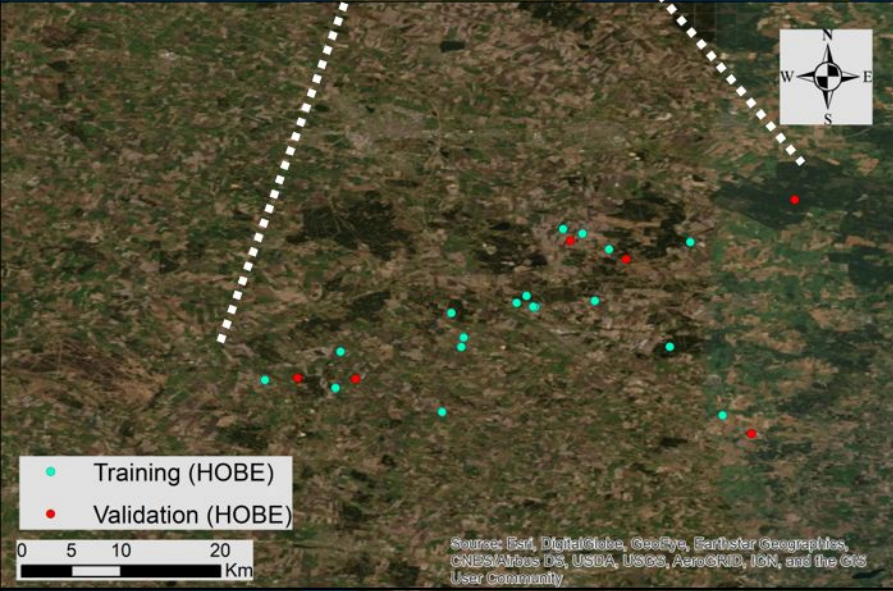 N
W E
S
Training (HOBE)
Validation (HOBE)
0 5 10 20
Km
Source: Esri, DigitalGlobe, GeoEye, Earthstar Geographics,
CNES/Airbus DS, USDA, USGS, AeroGRID, IGN, and the GIS
User Community